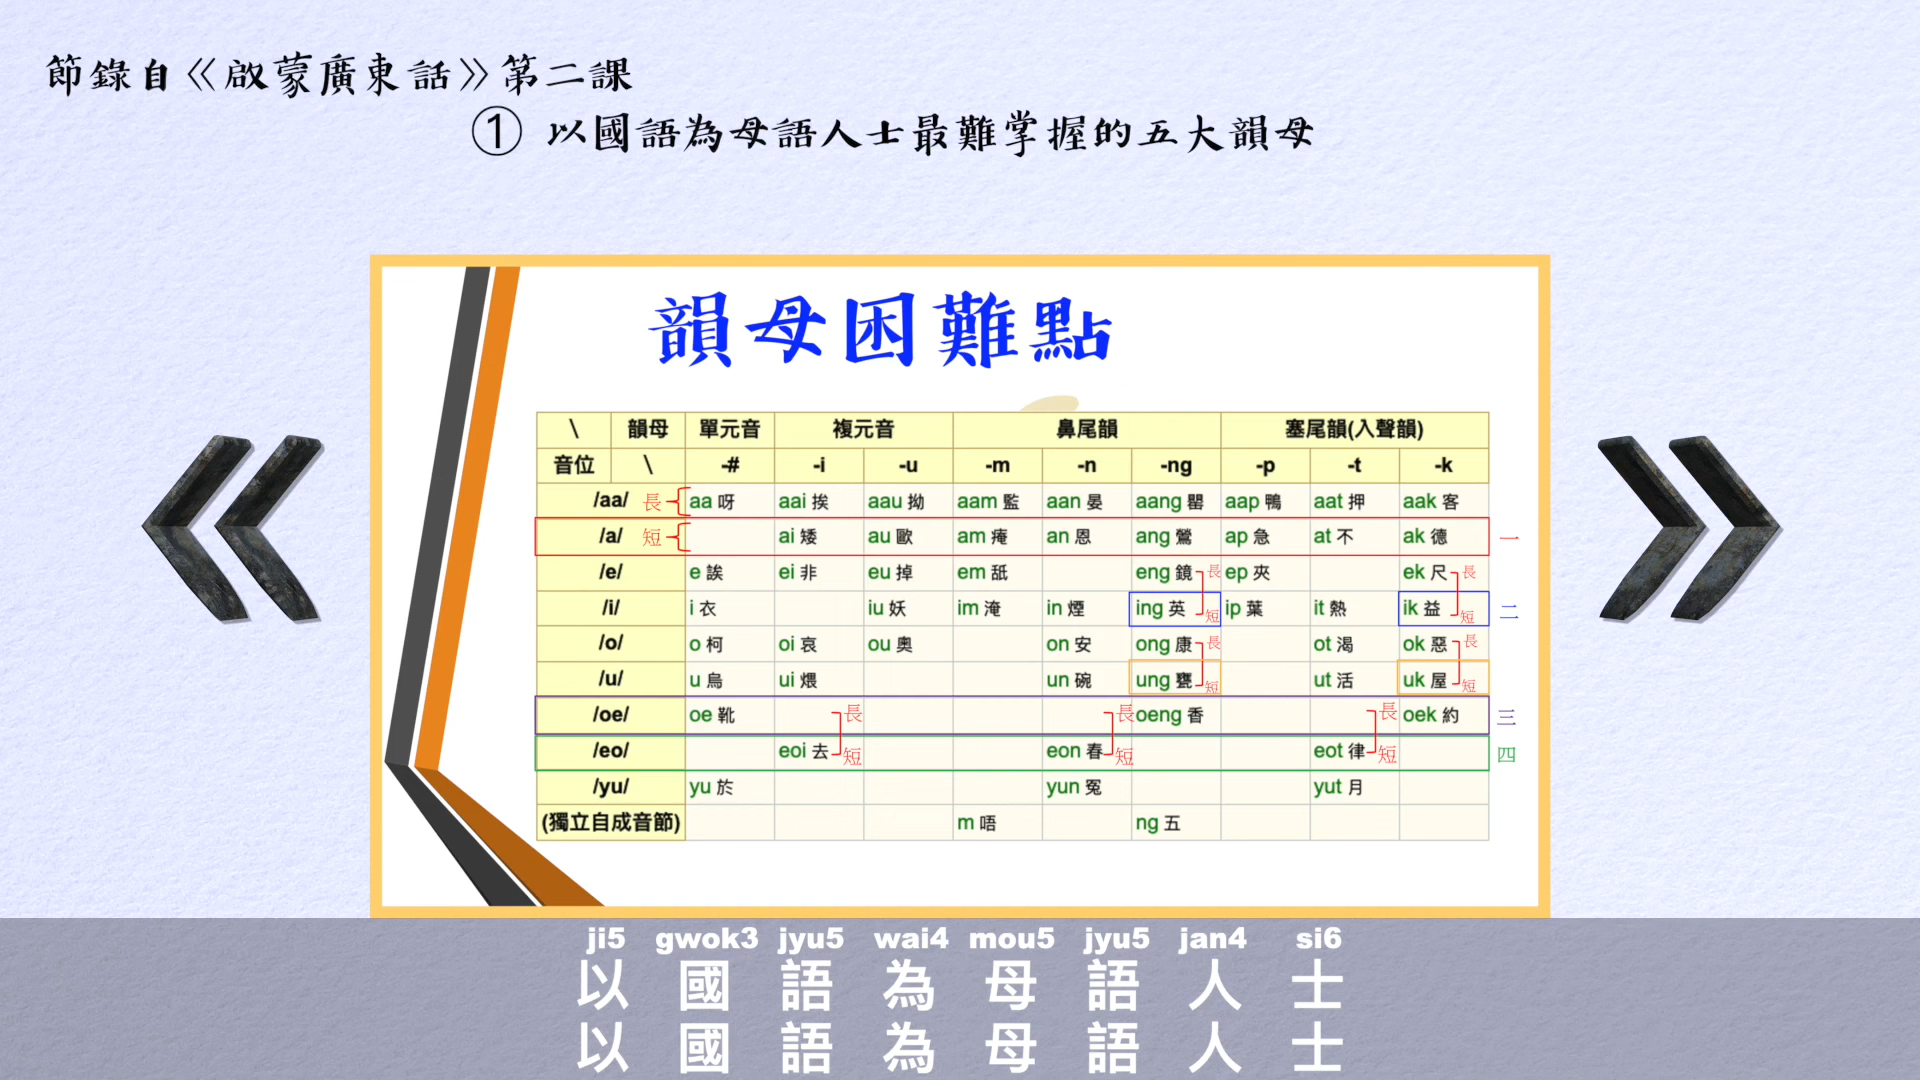 節錄自《啟蒙廣東話》第二課
① 以國語為母語人士最難掌握的五大韻母
韻母困難點
\ 韻母 單元音 複元音 鼻尾韻 塞尾韻(入聲韻)
音位 \ -# -i -u -m -n -ng -p -t -k
/aa/ 長 aa 呀 aai 挨 aau 拗 aam 監 aan 晏 aang 罌 aap 鴨 aat 押 aak 客
/a/ 短 ai 矮 au 歐 am 庵 an 恩 ang 鶯 ap 急 at 不 ak 德 一
/e/ e 誒 ei 非 eu 掉 em 舐 eng 鏡 長 ep 夾 ek 尺 長
/i/ i 衣 iu 妖 im 淹 in 煙 ing 英 短 ip 葉 it 熱 ik 益 短 二
/o/ o 柯 oi 哀 ou 奧 on 安 ong 康 長 ot 渴 ok 惡 長
/u/ u 烏 ui 煨 un 碗 ung 甕 短 ut 活 uk 屋 短
/oe/ oe 靴 長 長 oeng 香 長 oek 約 三
/eo/ eoi 去 短 eon 春 短 eot 律 短 四
/yu/ yu 於 yun 冤 yut 月
(獨立自成音節) m 唔 ng 五
ji5 gwok3 jyu5 wai4 mou5 jyu5 jan4 si6
以國語為母語人士
以國語為母語人士